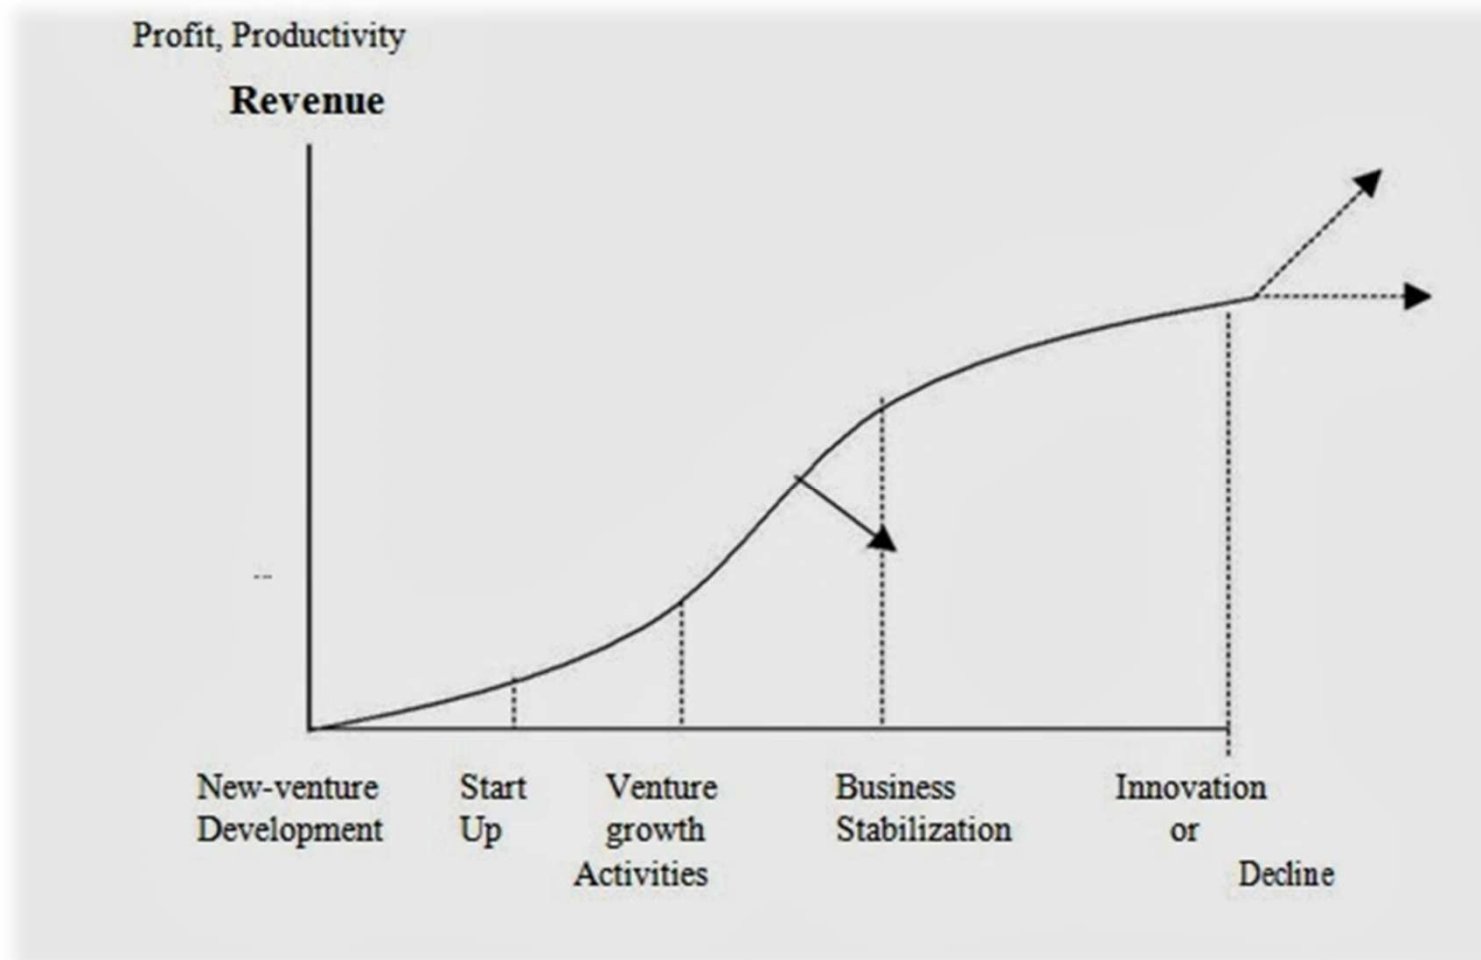 Profit, Productivity
Revenue
New-venture
Development
Start
Up
Venture
growth
Activities
Business
Stabilization
Innovation
or
Decline